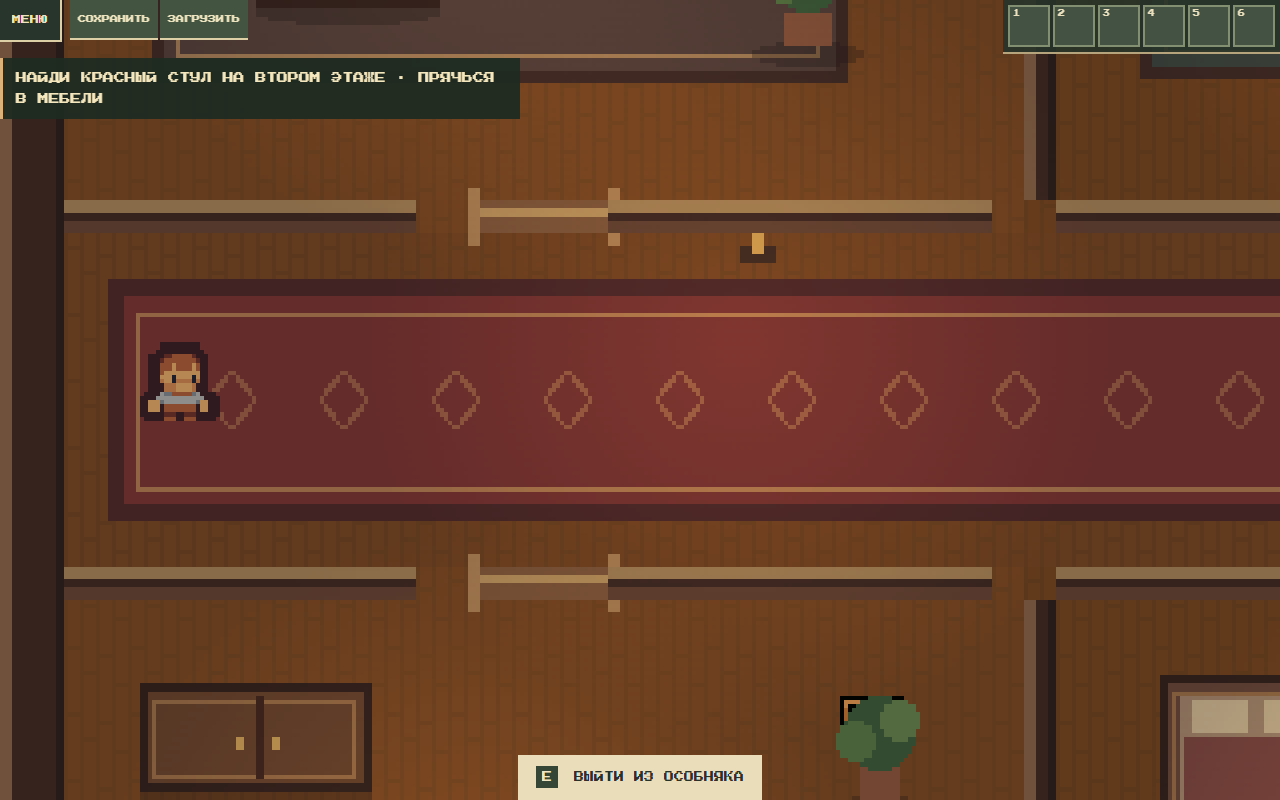 МЕНЮ
СОХРАНИТЬ
ЗАГРУЗИТЬ
1 2 3 4 5 6
НАЙДИ КРАСНЫЙ СТУЛ НА ВТОРОМ ЭТАЖЕ · ПРЯЧЬСЯ
В МЕБЕЛИ
E ВЫЙТИ ИЗ ОСОБНЯКА